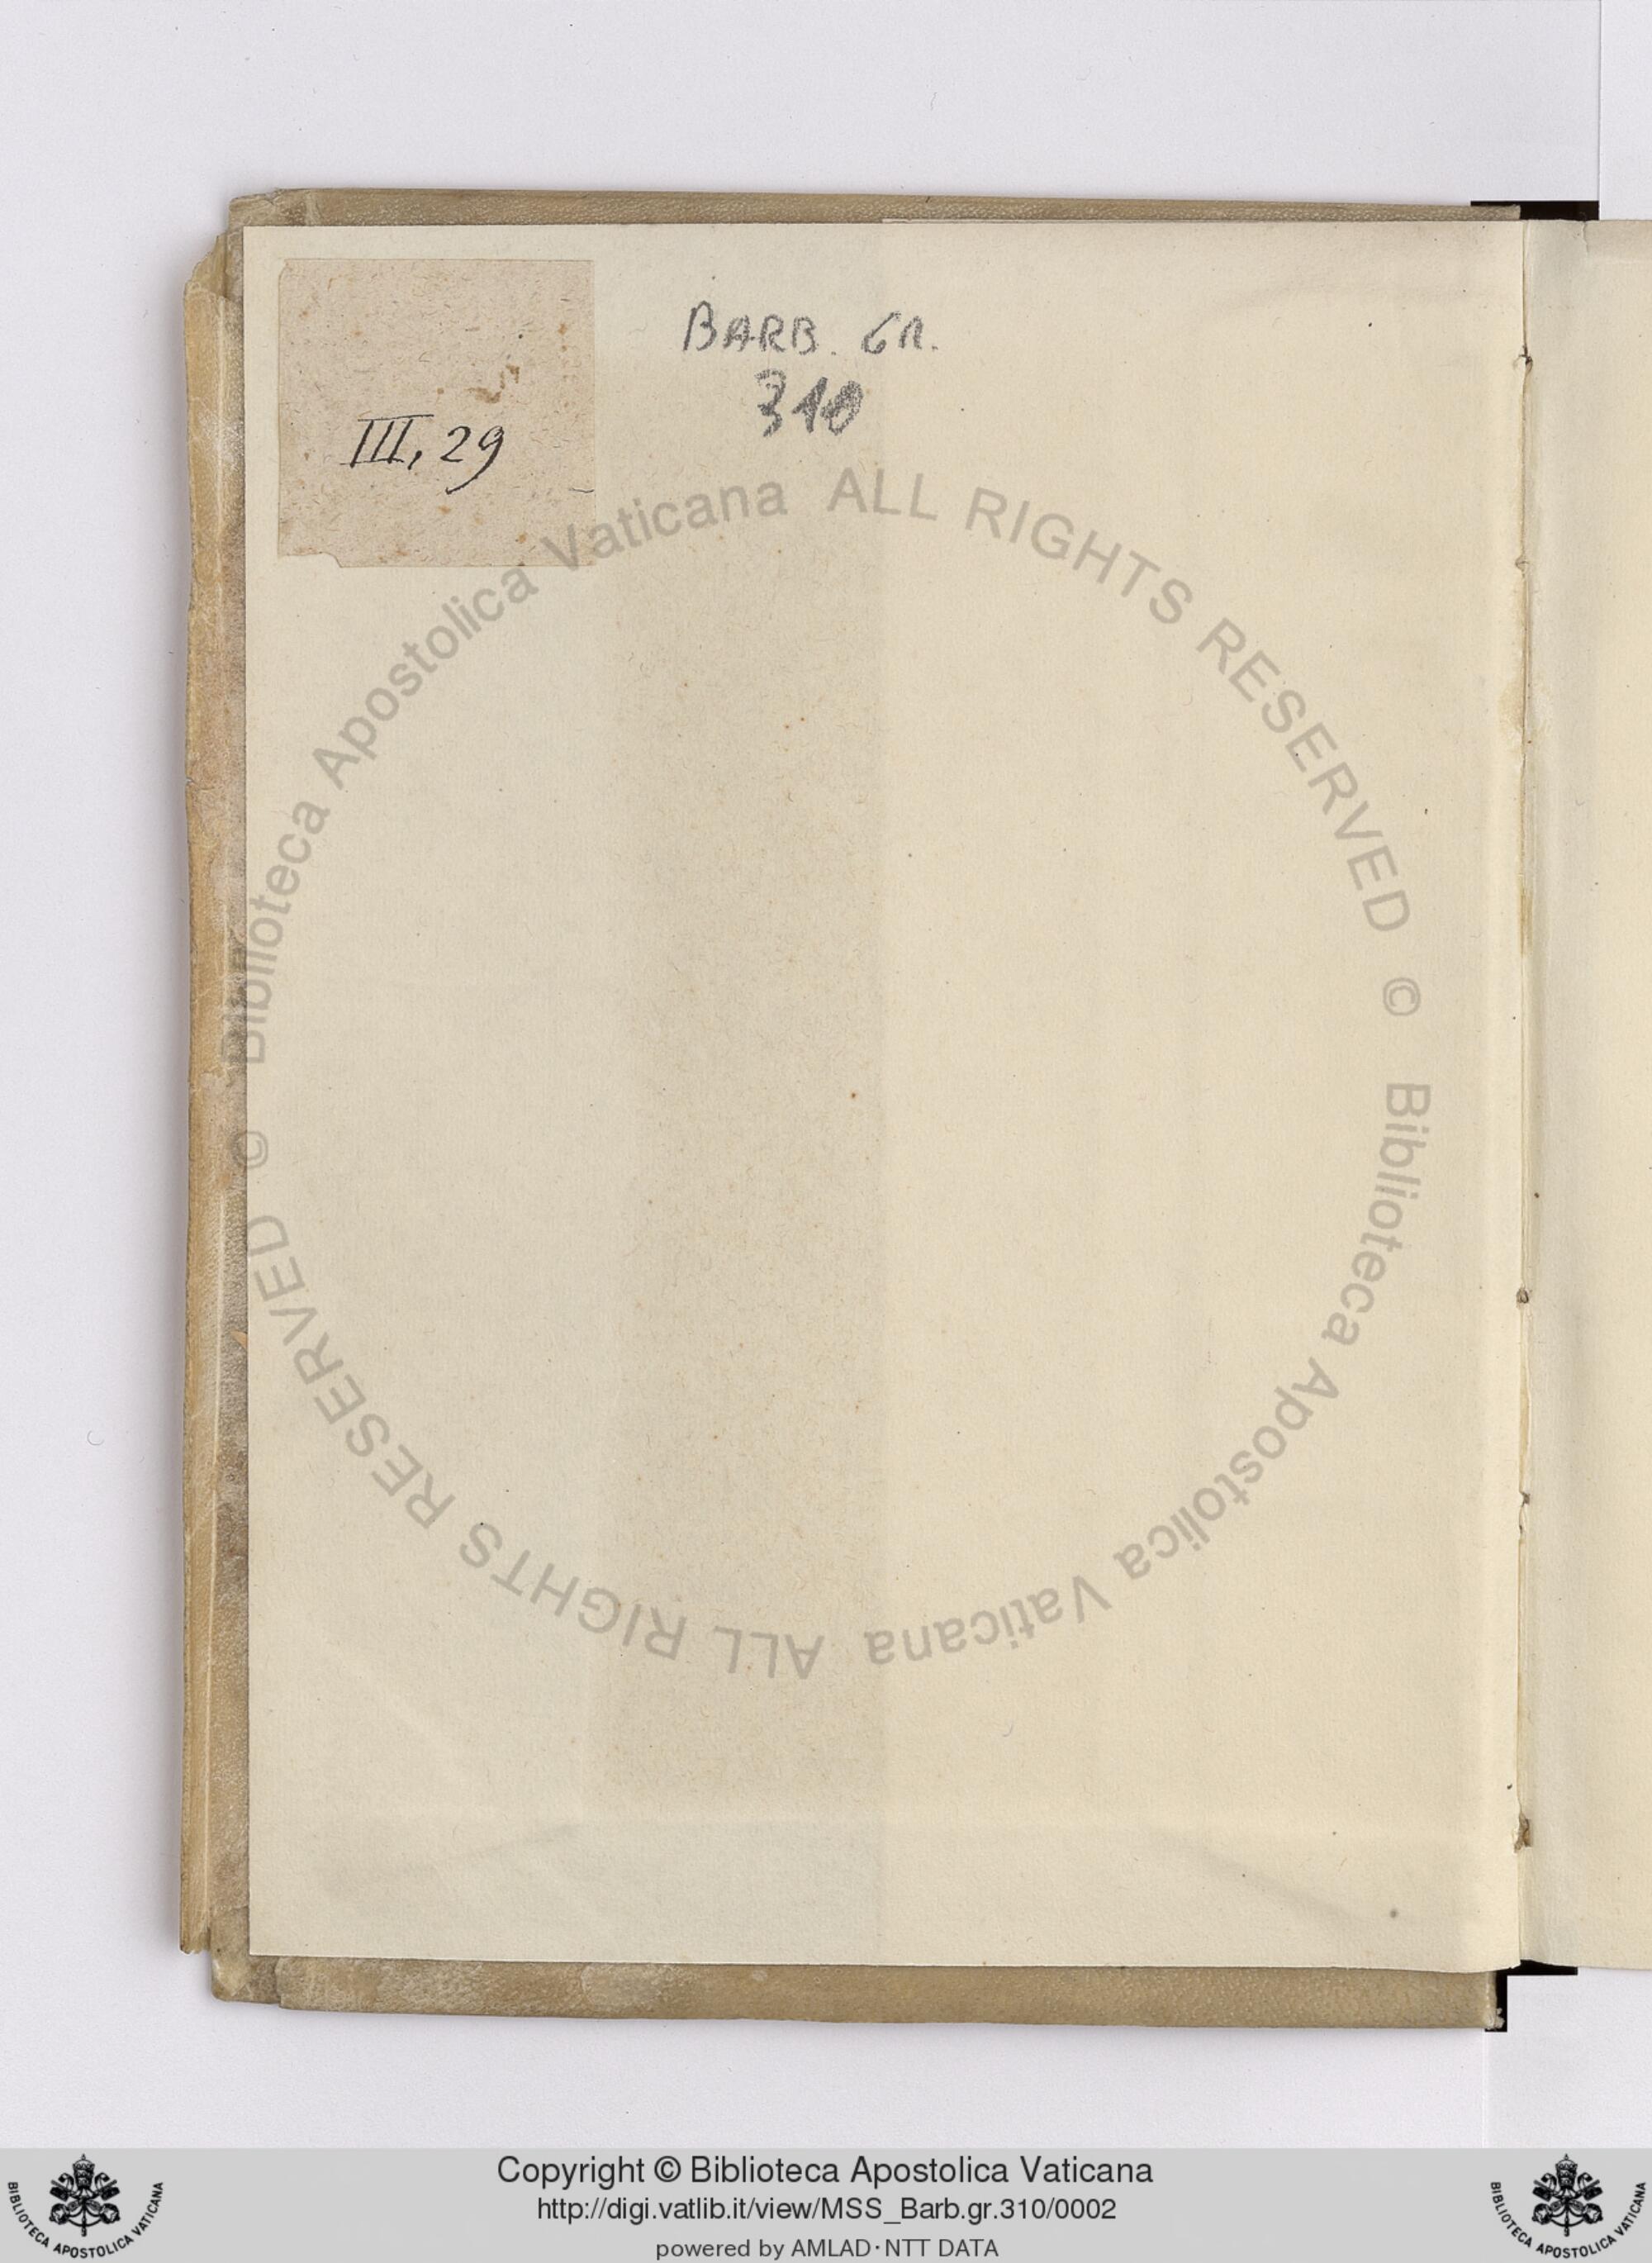 BARB. GR.
310
III, 29
© Biblioteca Apostolica Vaticana ALL RIGHTS RESERVED © Biblioteca Apostolica Vaticana ALL RIGHTS RESERVED
Copyright © Biblioteca Apostolica Vaticana
http://digi.vatlib.it/view/MSS_Barb.gr.310/0002
powered by AMLAD·NTT DATA
BIBLIOTECA APOSTOLICA VATICANA
BIBLIOTECA APOSTOLICA VATICANA